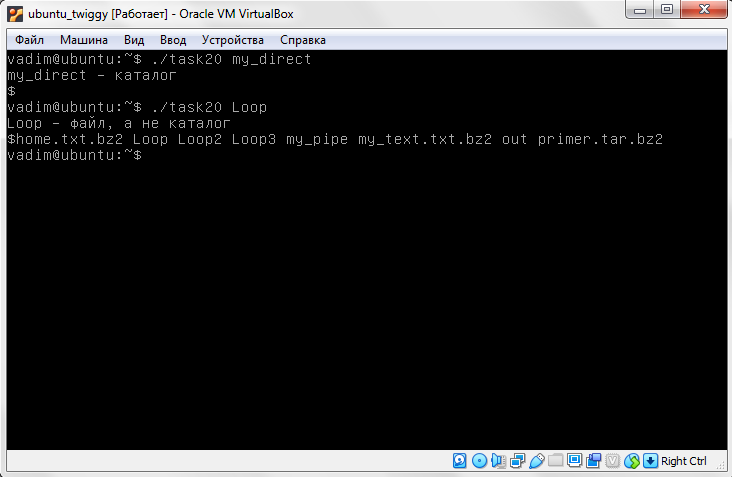 ubuntu_twiggy [Работает] - Oracle VM VirtualBox
Файл Машина Вид Ввод Устройства Справка
vadim@ubuntu:~$ ./task20 my_direct
my_direct - каталог
$
vadim@ubuntu:~$ ./task20 Loop
Loop - файл, а не каталог
$home.txt.bz2 Loop Loop2 Loop3 my_pipe my_text.txt.bz2 out primer.tar.bz2
vadim@ubuntu:~$
Right Ctrl